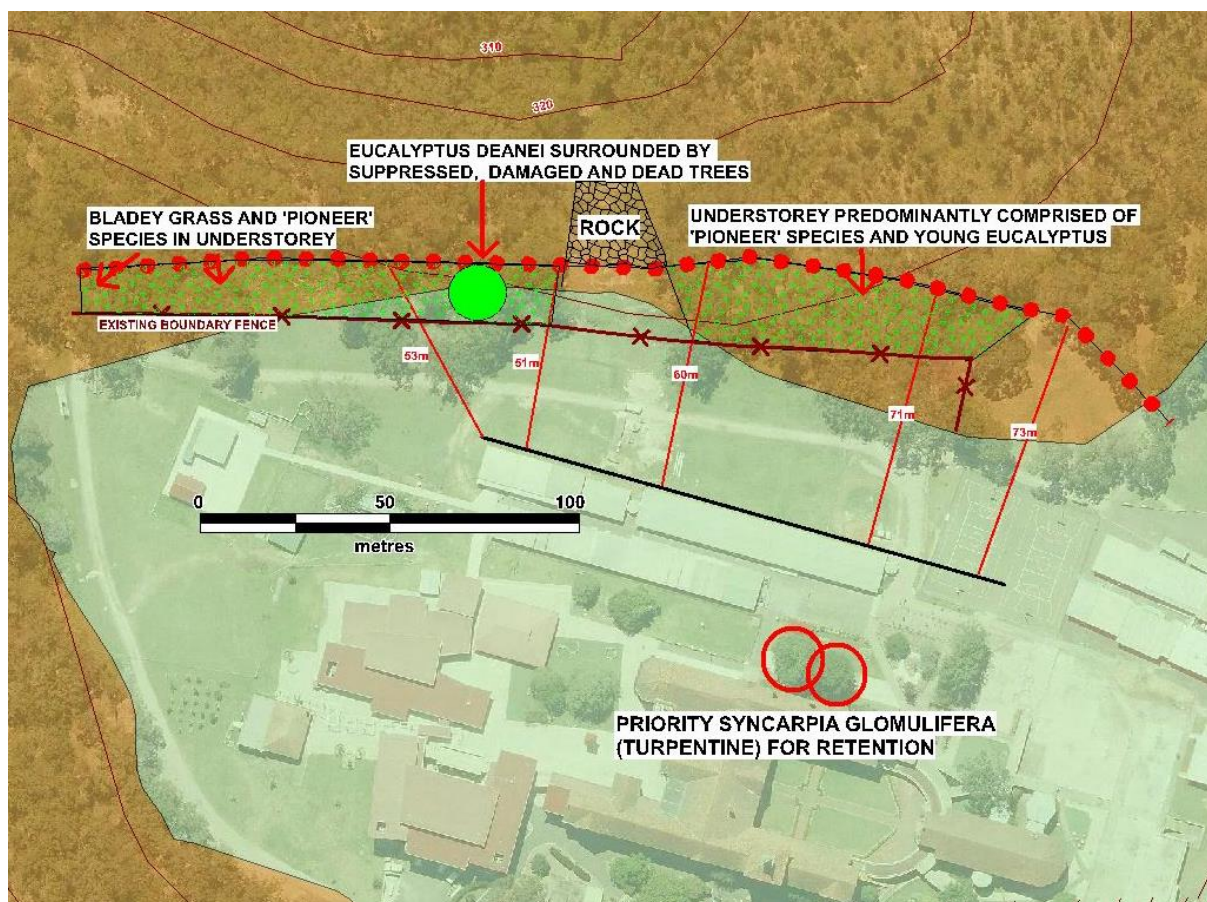 310
320
EUCALYPTUS DEANEI SURROUNDED BY
SUPPRESSED, DAMAGED AND DEAD TREES
BLADEY GRASS AND 'PIONEER'
SPECIES IN UNDERSTOREY
ROCK
UNDERSTOREY PREDOMINANTLY COMPRISED OF
'PIONEER' SPECIES AND YOUNG EUCALYPTUS
EXISTING BOUNDARY FENCE
53m
51m
60m
71m
73m
0 50 100
metres
PRIORITY SYNCARPIA GLOMULIFERA
(TURPENTINE) FOR RETENTION